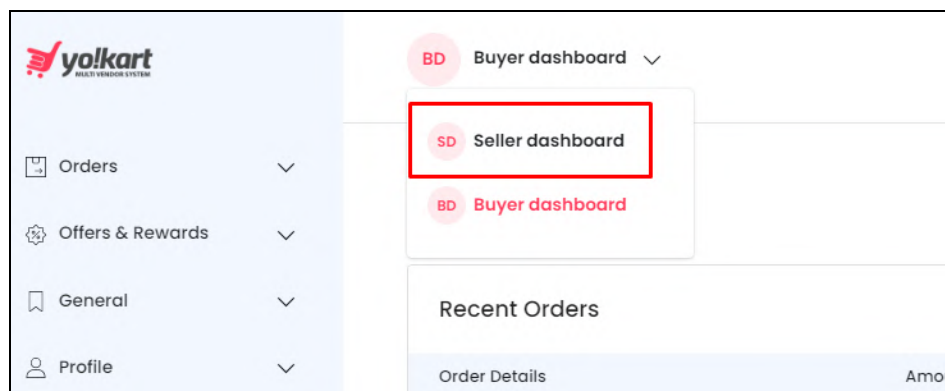 yo!kart
MULTI VENDOR SYSTEM
BD Buyer dashboard
SD Seller dashboard
BD Buyer dashboard
Orders
Offers & Rewards
General
Profile
Recent Orders
Order Details Amo